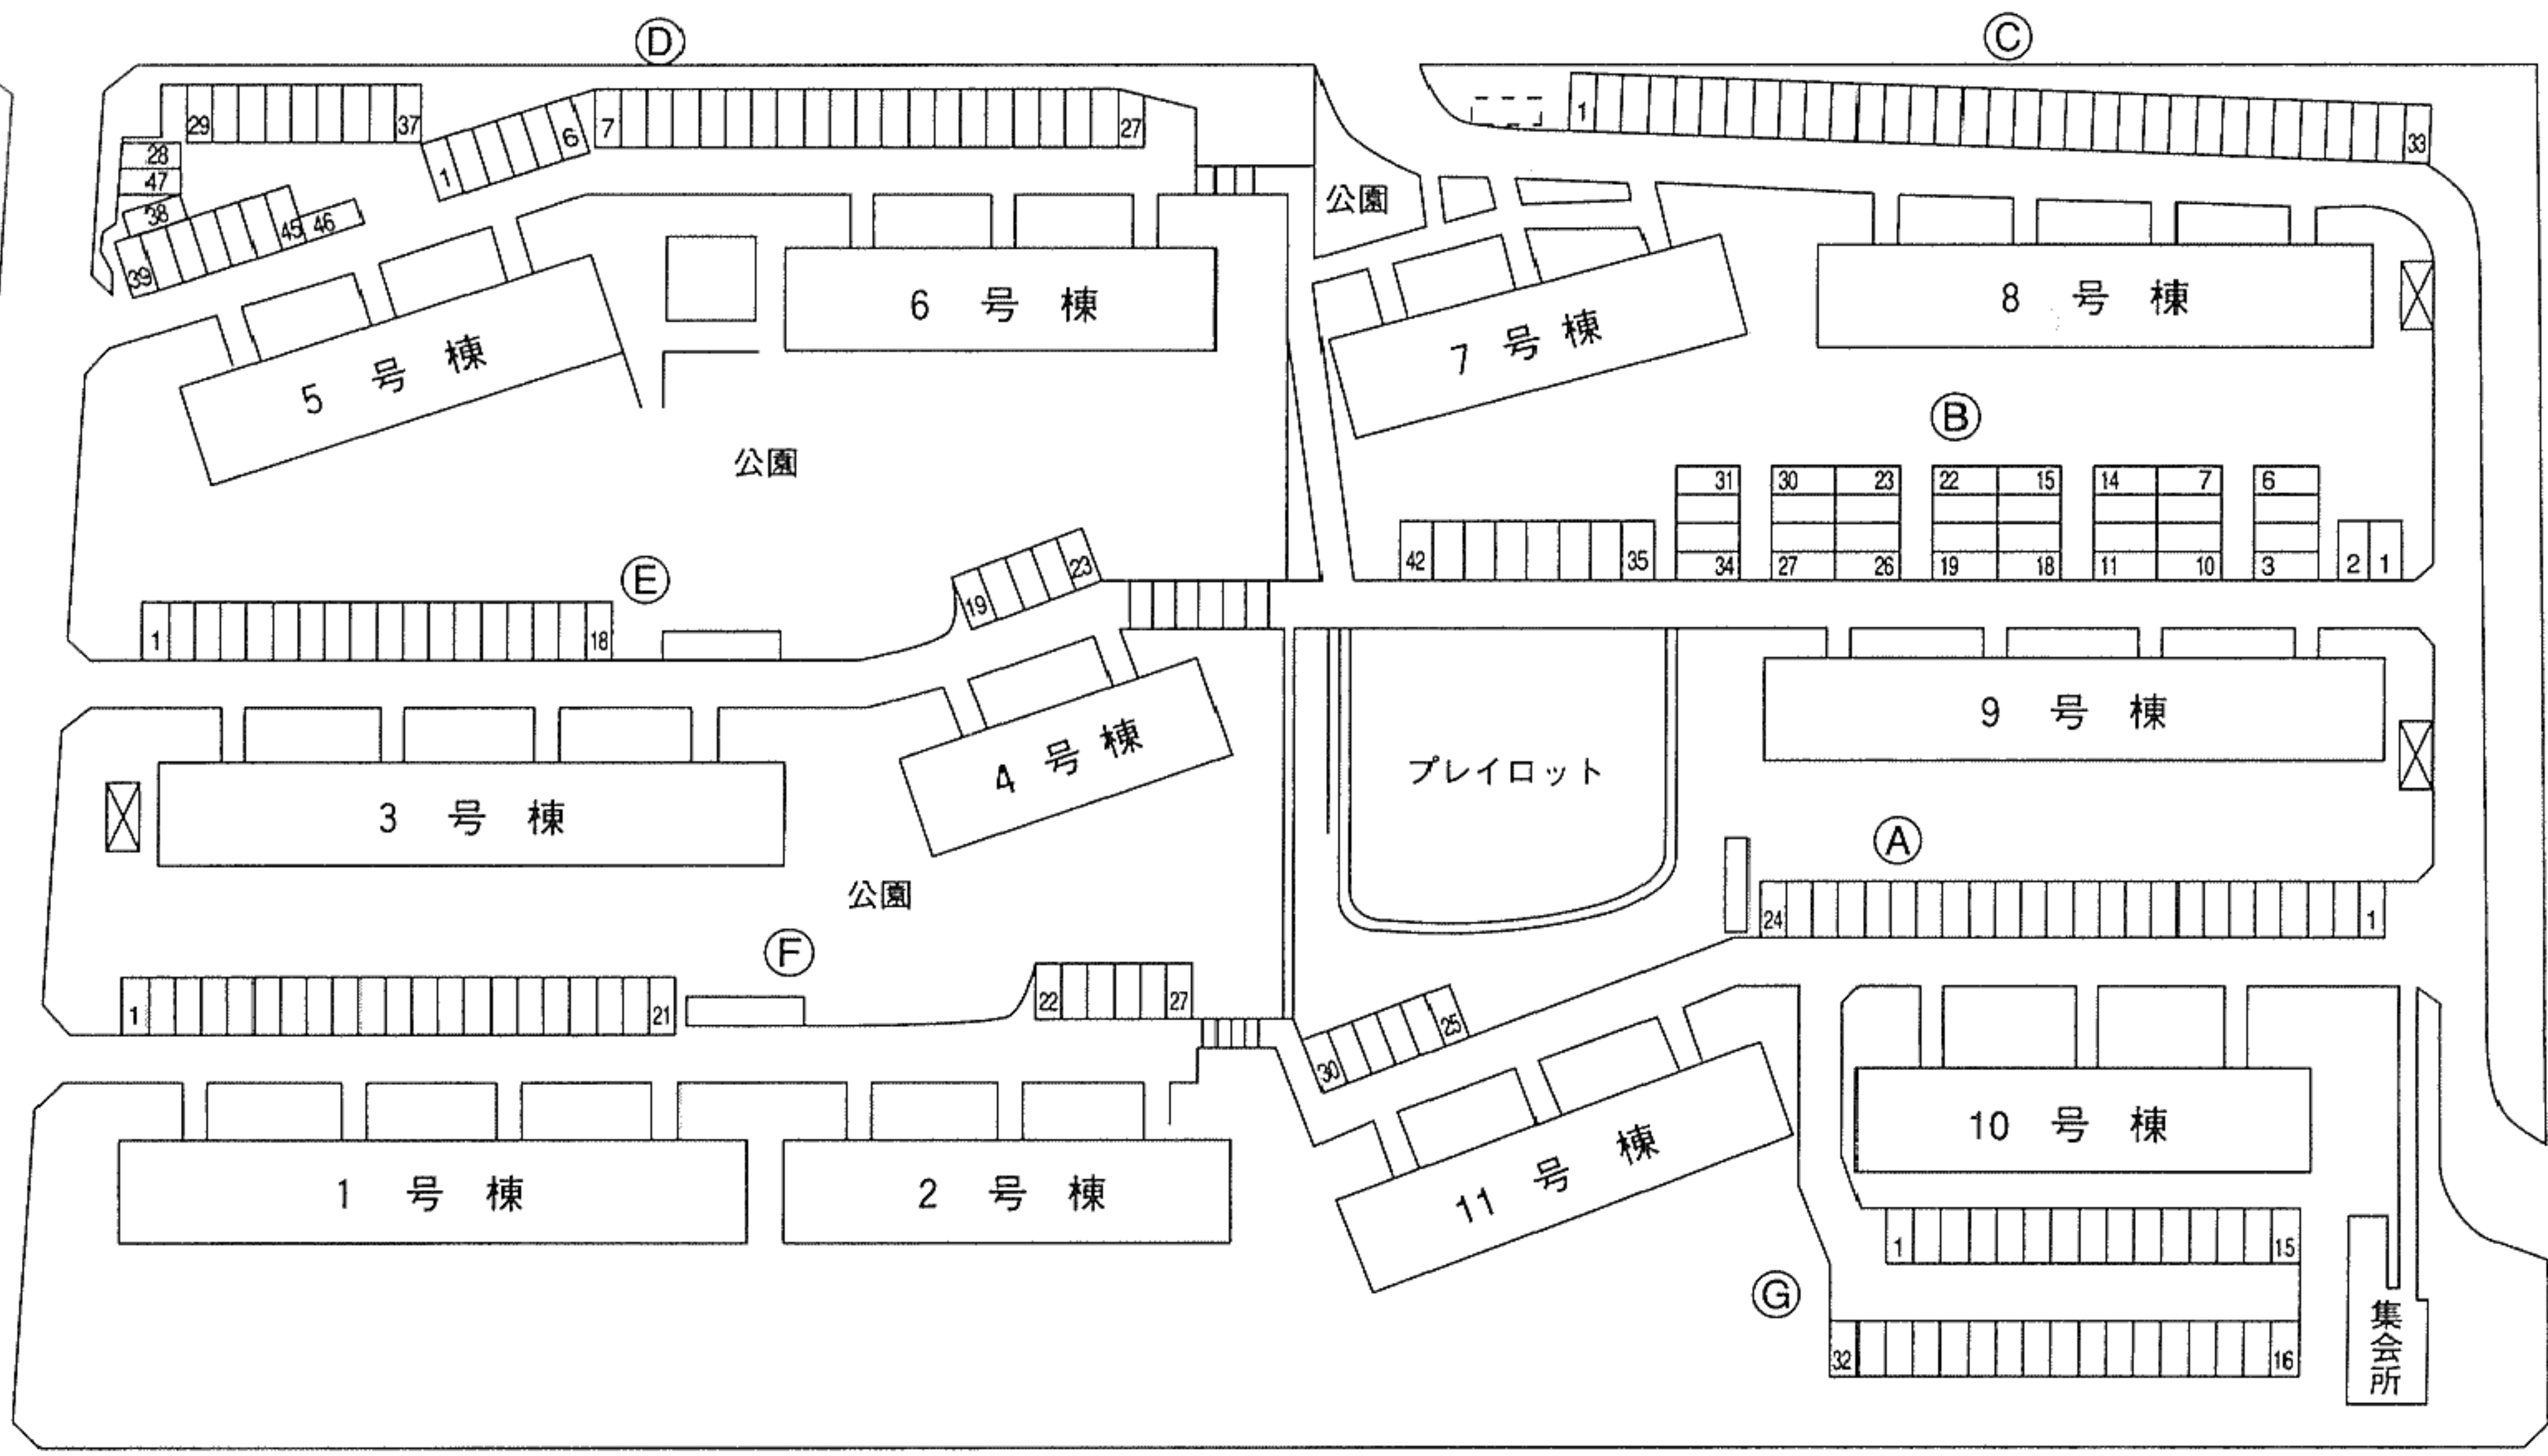 Ⓓ
Ⓒ
29 37
1 6
7 27
1 33
28
47
38
39 45 46
公園
5 号 棟
6 号 棟
7 号 棟
8 号 棟
公園
Ⓑ
31 30 23 22 15 14 7 6
42 35 34 27 26 19 18 11 10 3 2 1
Ⓔ
19 23
1 18
9 号 棟
4 号 棟
プレイロット
3 号 棟
Ⓐ
公園
24 1
Ⓕ
1 21
22 27
30 25
10 号 棟
11 号 棟
1 号 棟
2 号 棟
1 15
Ⓖ
32 16
集会所